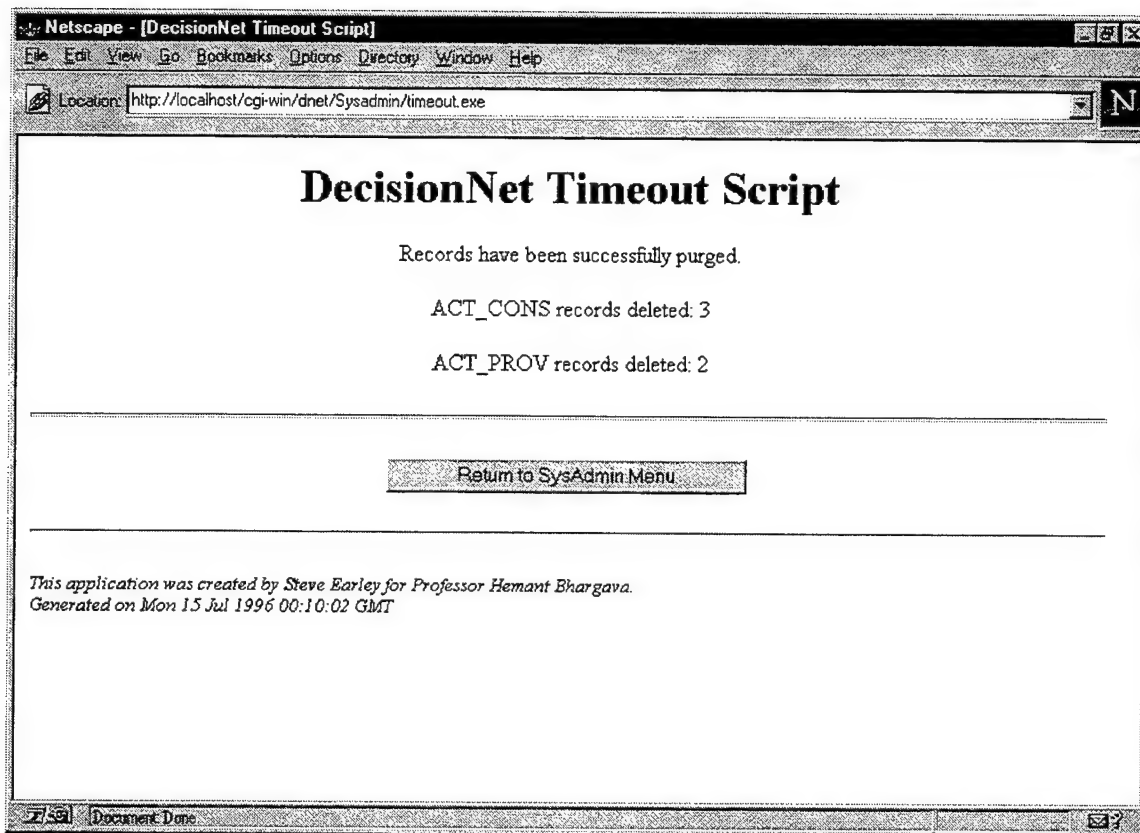 Netscape - [DecisionNet Timeout Script]
File Edit View Go Bookmarks Options Directory Window Help
Location: http://localhost/cgi-win/dnet/Sysadmin/timeout.exe
N
DecisionNet Timeout Script
Records have been successfully purged.
ACT_CONS records deleted: 3
ACT_PROV records deleted: 2
Return to SysAdmin Menu
This application was created by Steve Earley for Professor Hemant Bhargava.
Generated on Mon 15 Jul 1996 00:10:02 GMT
Document: Done
?